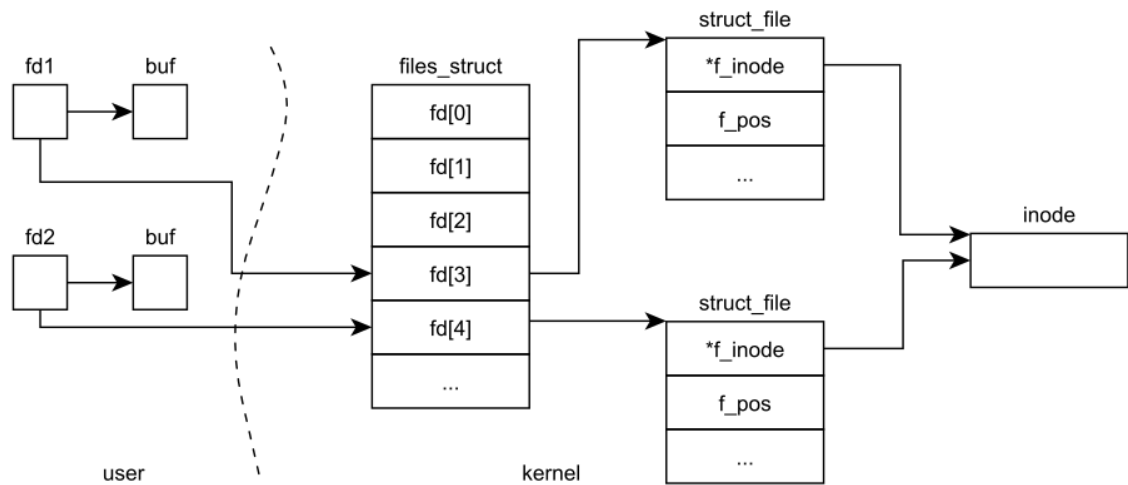 fd1
buf
fd2
buf
user
files_struct
fd[0]
fd[1]
fd[2]
fd[3]
fd[4]
...
kernel
struct_file
*f_inode
f_pos
...
struct_file
*f_inode
f_pos
...
inode